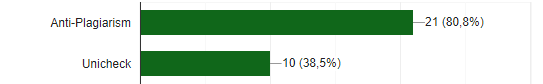 Anti-Plagiarism 21 (80,8%)
Unicheck 10 (38,5%)